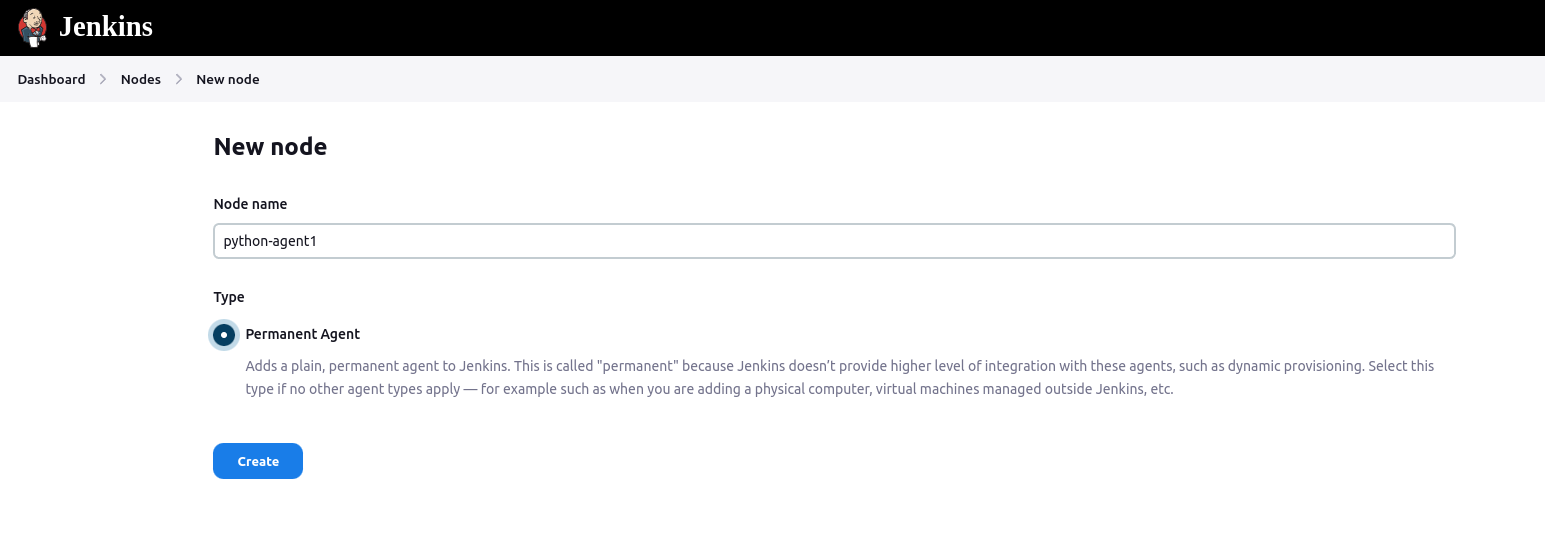 Jenkins
Dashboard > Nodes > New node
New node
Node name
python-agent1
Type
Permanent Agent
Adds a plain, permanent agent to Jenkins. This is called "permanent" because Jenkins doesn’t provide higher level of integration with these agents, such as dynamic provisioning. Select this
type if no other agent types apply — for example such as when you are adding a physical computer, virtual machines managed outside Jenkins, etc.
Create